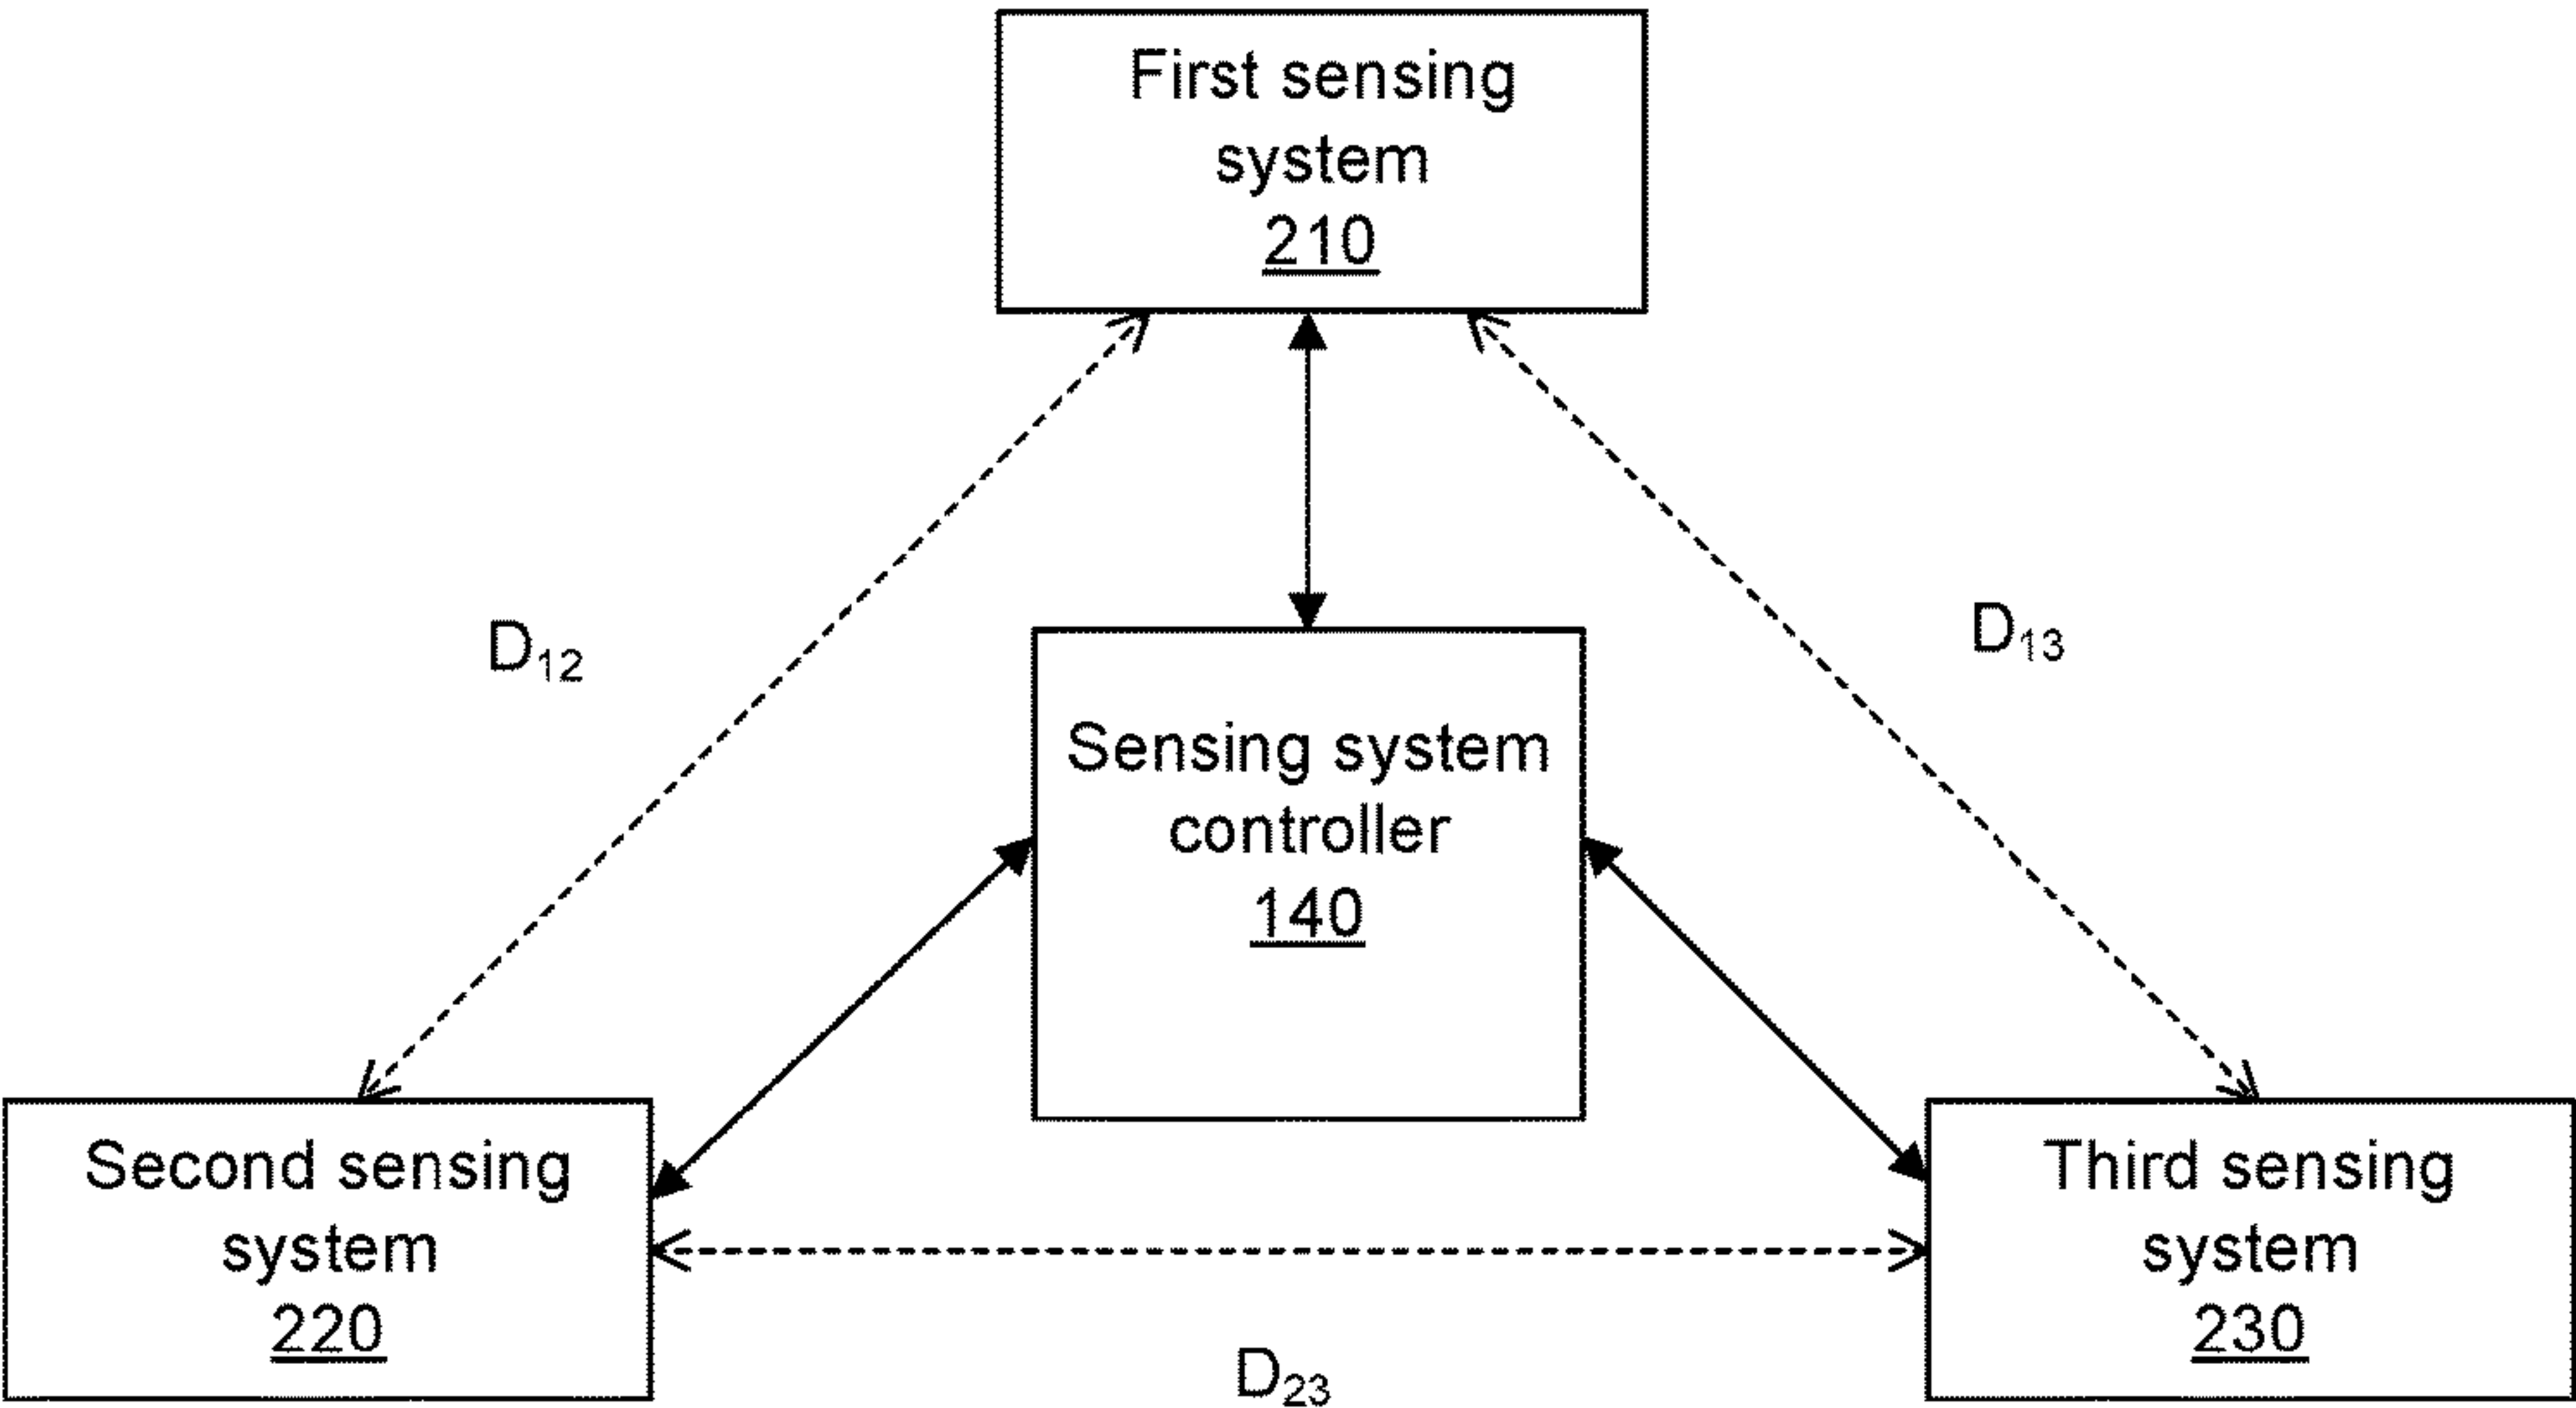 First sensing
system
210
D₁₂
D₁₃
Sensing system
controller
140
Second sensing
system
220
Third sensing
system
230
D₂₃